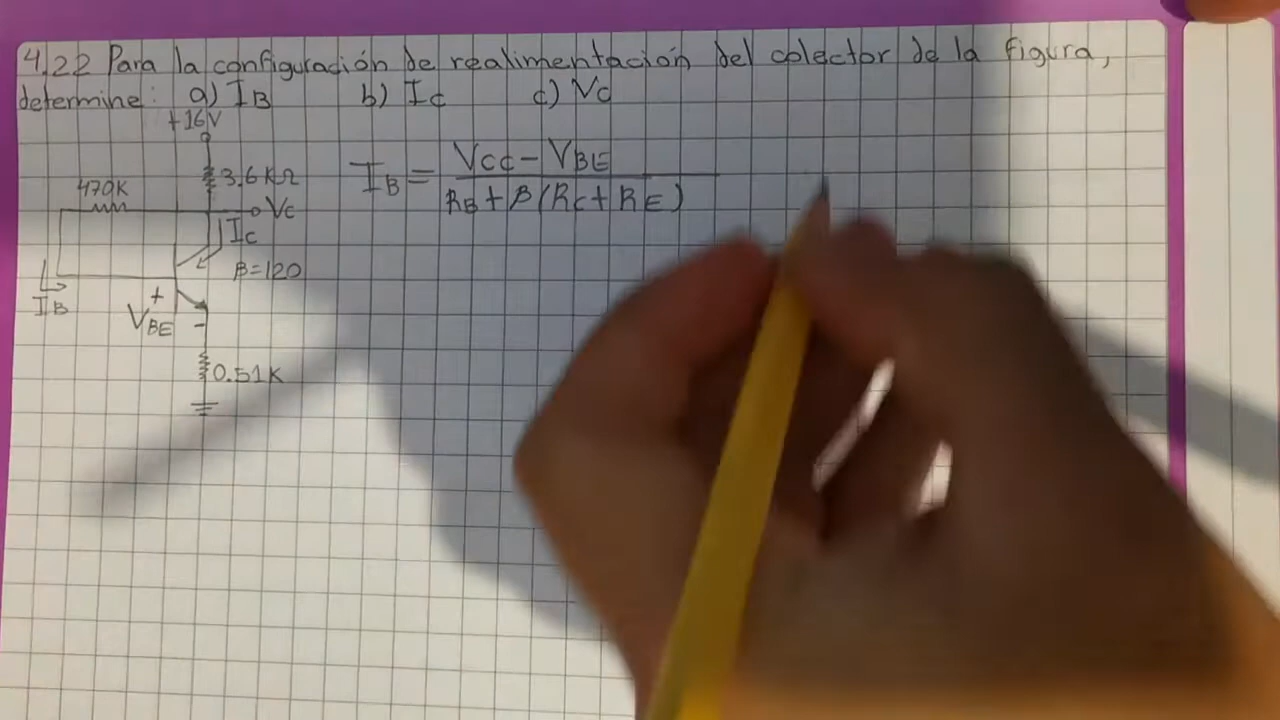 4.22 Para la configuración de realimentación del colector de la figura,
determine: a) IB b) Ic c) Vc
+16V
3.6 KΩ
470K
Vc
Ic
β=120
IB
+
VBE
-
0.51K
IB = Vcc - VBE
RB + β(Rc + RE)